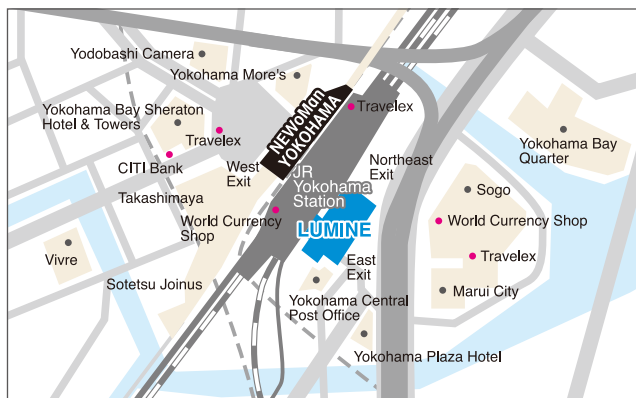 Yodobashi Camera
Yokohama More's
NEWoMan
YOKOHAMA
Travelex
Yokohama Bay Sheraton
Hotel & Towers
Travelex
CITI Bank
West
Exit
Northeast
Exit
Yokohama Bay
Quarter
JR
Yokohama
Station
Takashimaya
Sogo
World Currency
Shop
World Currency Shop
LUMINE
Vivre
East
Exit
Travelex
Sotetsu Joinus
Yokohama Central
Post Office
Marui City
Yokohama Plaza Hotel